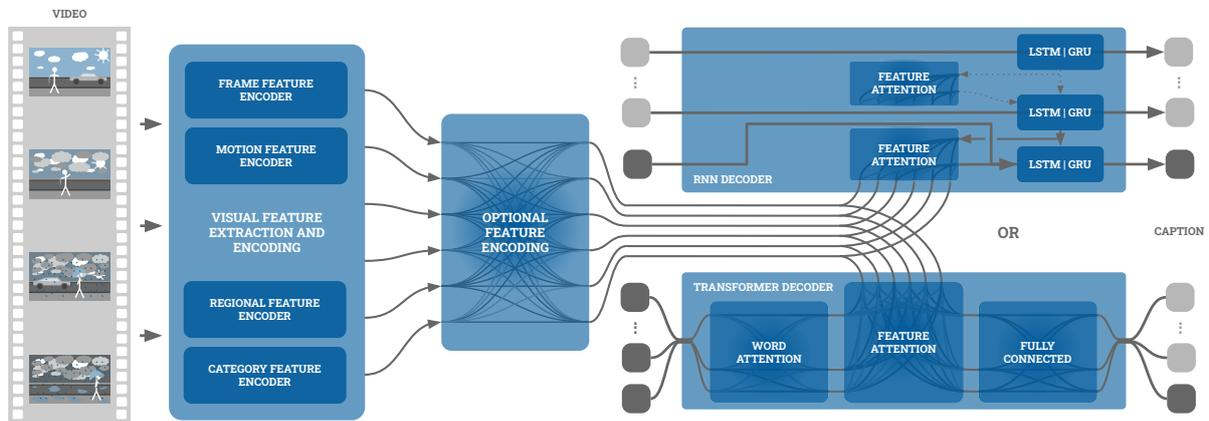 VIDEO
FRAME FEATURE
ENCODER
MOTION FEATURE
ENCODER
VISUAL FEATURE
EXTRACTION AND
ENCODING
REGIONAL FEATURE
ENCODER
CATEGORY FEATURE
ENCODER
OPTIONAL
FEATURE
ENCODING
LSTM | GRU
FEATURE
ATTENTION
LSTM | GRU
FEATURE
ATTENTION
LSTM | GRU
RNN DECODER
OR
CAPTION
TRANSFORMER DECODER
WORD
ATTENTION
FEATURE
ATTENTION
FULLY
CONNECTED